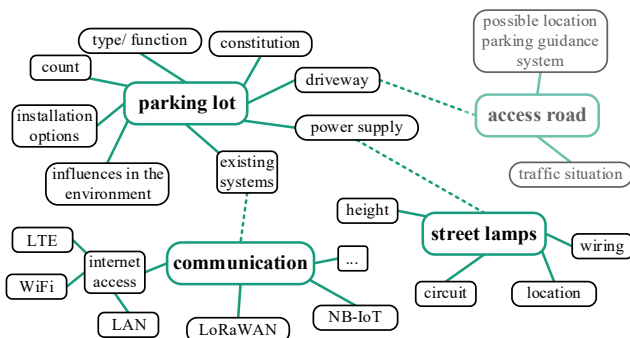 type/ function
constitution
possible location
parking guidance
system
count
driveway
parking lot
access road
installation
options
power supply
influences in the
environment
existing
systems
traffic situation
height
street lamps
LTE
internet
access
communication
...
wiring
WiFi
circuit
location
LAN
LoRaWAN
NB-IoT